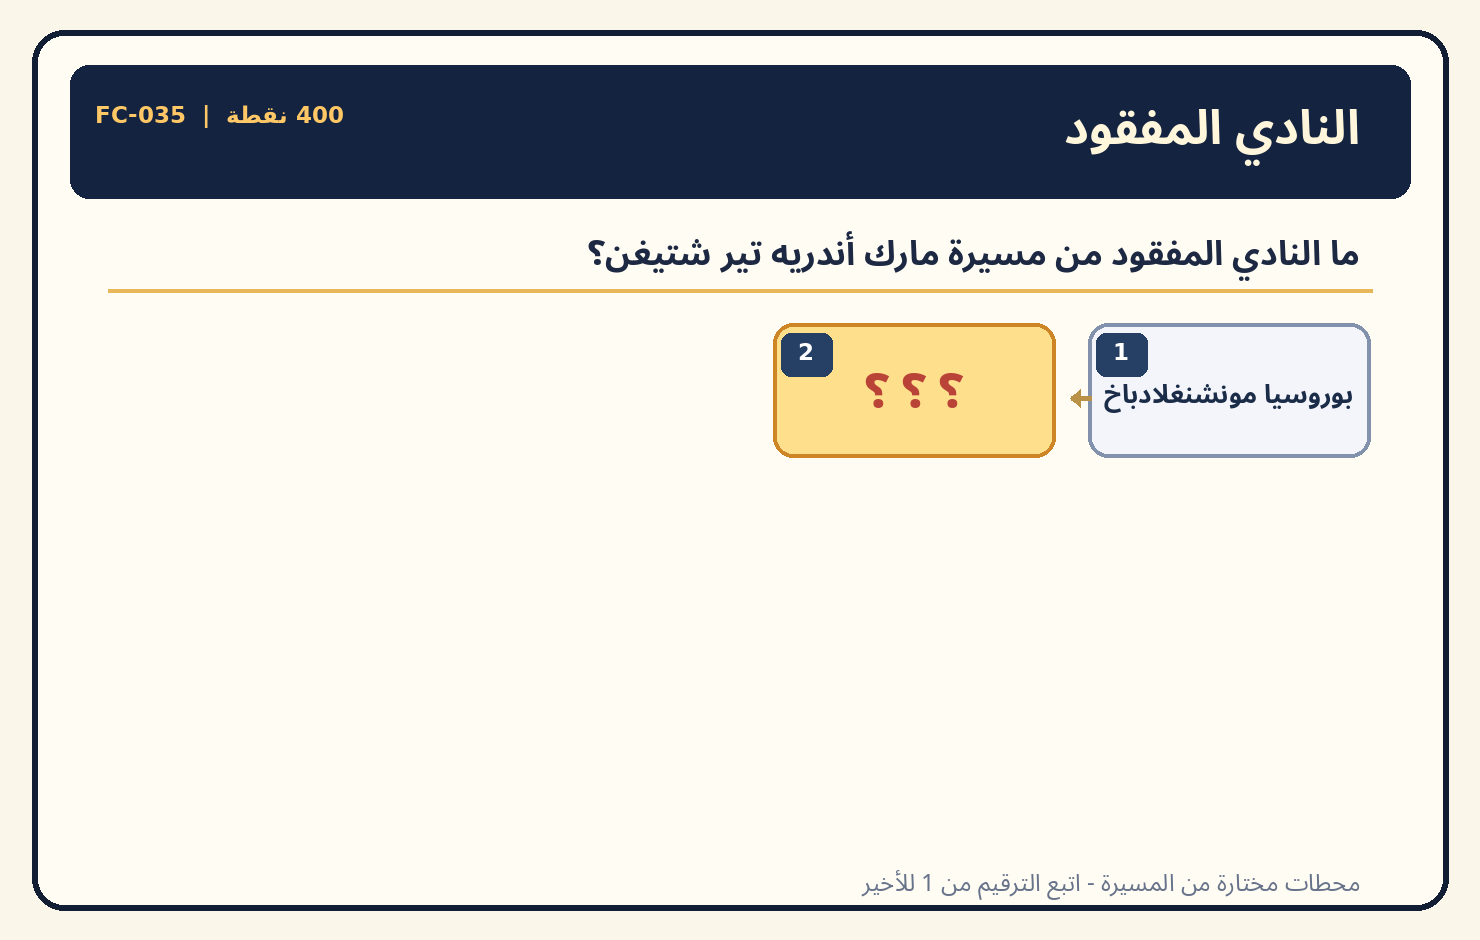 النادي المفقود
400 نقطة | FC-035
ما النادي المفقود من مسيرة مارك أندريه تير شتيغن؟
1
بوروسيا مونشنغلادباخ
2
؟؟؟
محطات مختارة من المسيرة - اتبع الترقيم من 1 للأخير